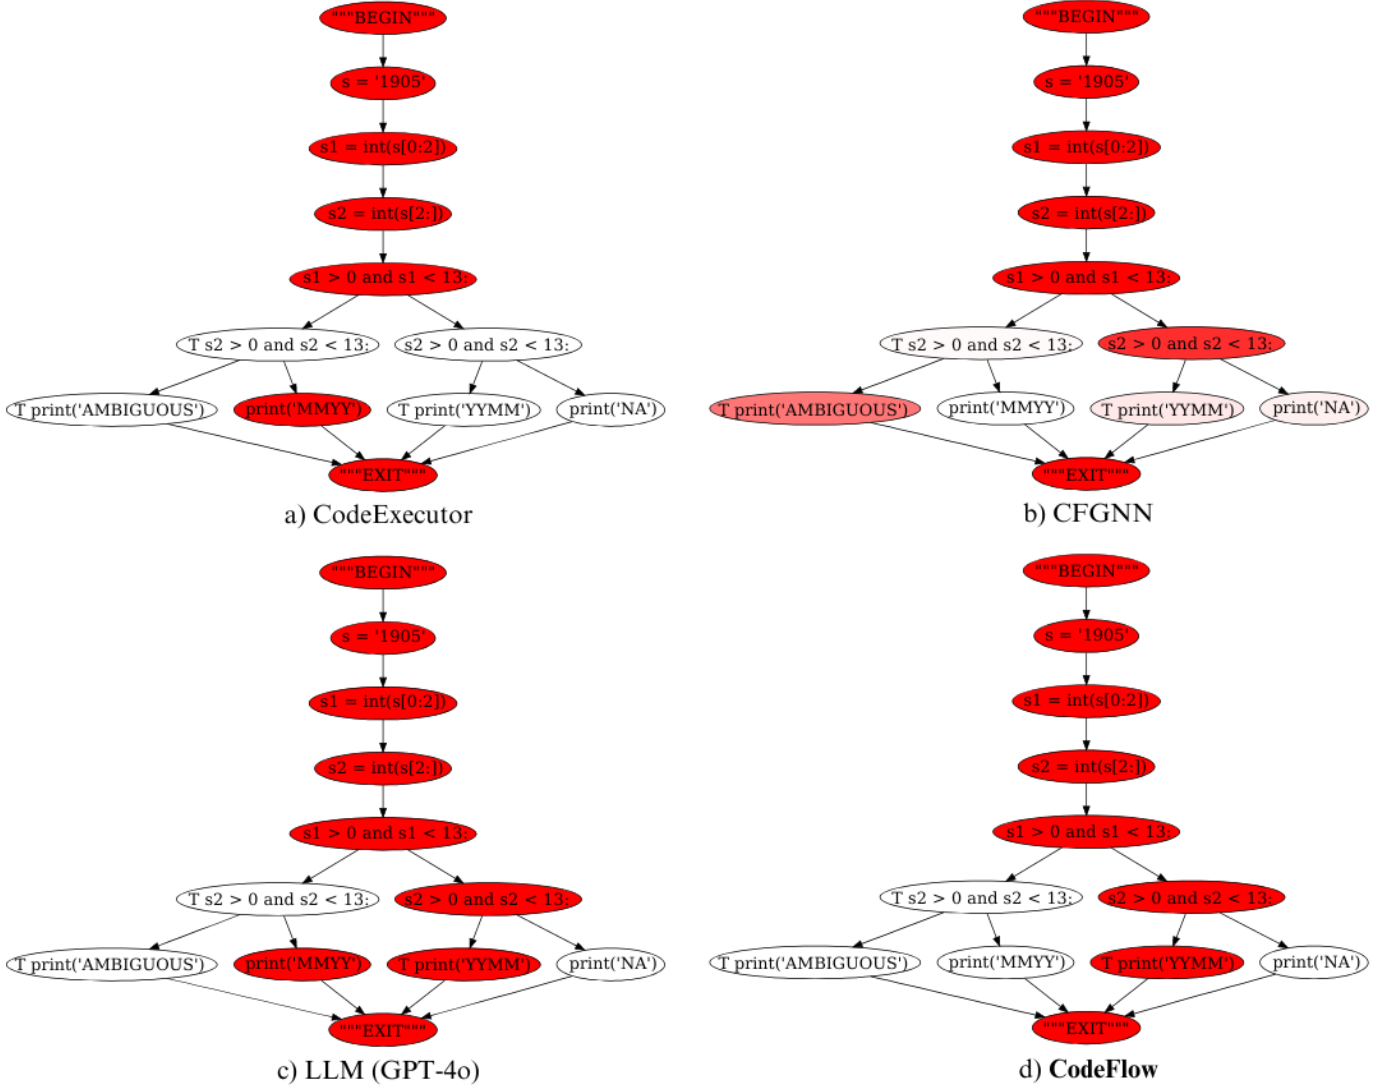 """BEGIN"""
s = '1905'
s1 = int(s[0:2])
s2 = int(s[2:])
s1 > 0 and s1 < 13:
T s2 > 0 and s2 < 13:
s2 > 0 and s2 < 13:
T print('AMBIGUOUS')
print('MMYY')
T print('YYMM')
print('NA')
"""EXIT"""
a) CodeExecutor
"""BEGIN"""
s = '1905'
s1 = int(s[0:2])
s2 = int(s[2:])
s1 > 0 and s1 < 13:
T s2 > 0 and s2 < 13:
s2 > 0 and s2 < 13:
T print('AMBIGUOUS')
print('MMYY')
T print('YYMM')
print('NA')
"""EXIT"""
b) CFGNN
"""BEGIN"""
s = '1905'
s1 = int(s[0:2])
s2 = int(s[2:])
s1 > 0 and s1 < 13:
T s2 > 0 and s2 < 13:
s2 > 0 and s2 < 13:
T print('AMBIGUOUS')
print('MMYY')
T print('YYMM')
print('NA')
"""EXIT"""
c) LLM (GPT-4o)
"""BEGIN"""
s = '1905'
s1 = int(s[0:2])
s2 = int(s[2:])
s1 > 0 and s1 < 13:
T s2 > 0 and s2 < 13:
s2 > 0 and s2 < 13:
T print('AMBIGUOUS')
print('MMYY')
T print('YYMM')
print('NA')
"""EXIT"""
d) CodeFlow